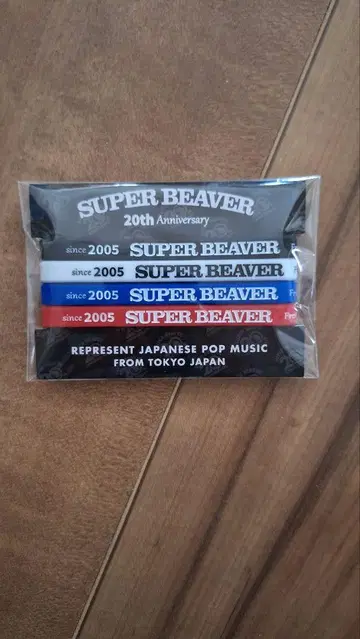 SUPER BEAVER
20th Anniversary
since 2005 SUPER BEAVER
since 2005 SUPER BEAVER
since 2005 SUPER BEAVER
since 2005 SUPER BEAVER
REPRESENT JAPANESE POP MUSIC
FROM TOKYO JAPAN